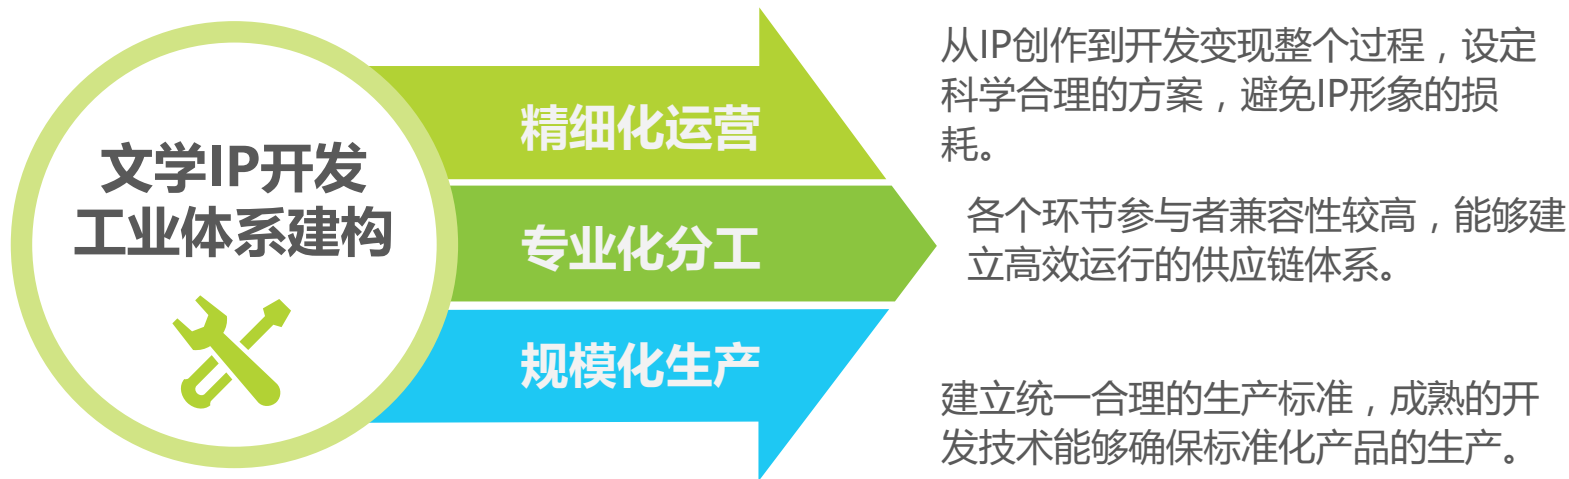 文学IP开发
工业体系建构
精细化运营
从IP创作到开发变现整个过程，设定
科学合理的方案，避免IP形象的损
耗。
专业化分工
各个环节参与者兼容性较高，能够建
立高效运行的供应链体系。
规模化生产
建立统一合理的生产标准，成熟的开
发技术能够确保标准化产品的生产。